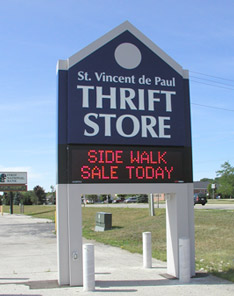 St. Vincent de Paul
THRIFT
STORE
SIDE WALK
SALE TODAY